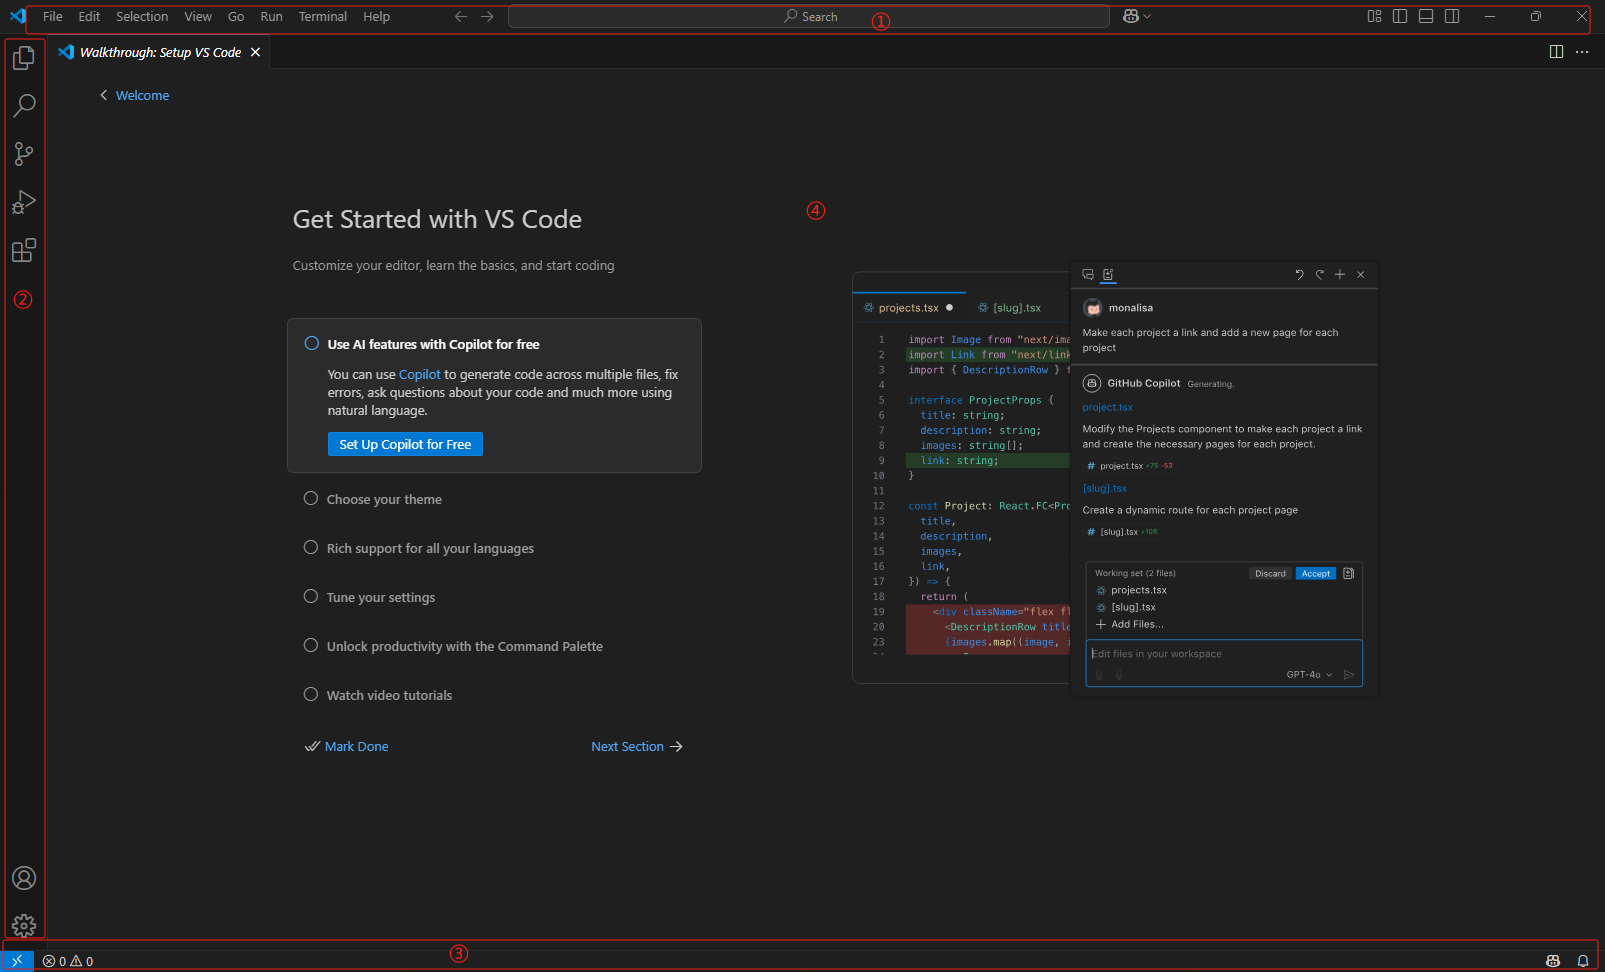 File Edit Selection View Go Run Terminal Help
Search
①
Walkthrough: Setup VS Code
Welcome
②
④
Get Started with VS Code
Customize your editor, learn the basics, and start coding
Use AI features with Copilot for free
You can use Copilot to generate code across multiple files, fix
errors, ask questions about your code and much more using
natural language.
Set Up Copilot for Free
Choose your theme
Rich support for all your languages
Tune your settings
Unlock productivity with the Command Palette
Watch video tutorials
Mark Done
Next Section
projects.tsx
[slug].tsx
1 import Image from "next/ima
2 import Link from "next/link
3 import { DescriptionRow }
4
5 interface ProjectProps {
6 title: string;
7 description: string;
8 images: string[];
9 link: string;
10 }
11
12 const Project: React.FC<Pro
13 title,
14 description,
15 images,
16 link,
17 }) => {
18 return (
19 <div className="flex fl
20 <DescriptionRow title
23 {images.map((image, i
monalisa
Make each project a link and add a new page for each
project
GitHub Copilot Generating.
project.tsx
Modify the Projects component to make each project a link
and create the necessary pages for each project.
# project.tsx +75 -53
[slug].tsx
Create a dynamic route for each project page
# [slug].tsx +108
Working set (2 files) Discard Accept
projects.tsx
[slug].tsx
Add Files...
Edit files in your workspace
GPT-4o
③
0 0